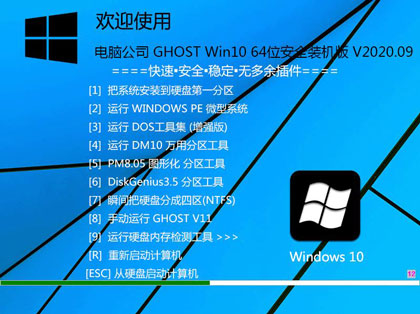 欢迎使用
电脑公司 GHOST Win10 64位安全装机版 V2020.09
====快速•安全•稳定•无多余插件====
[1] 把系统安装到硬盘第一分区
[2] 运行 WINDOWS PE 微型系统
[3] 运行 DOS工具集 (增强版)
[4] 运行 DM10 万用分区工具
[5] PM8.05 图形化 分区工具
[6] DiskGenius3.5 分区工具
[7] 瞬间把硬盘分成四区(NTFS)
[8] 手动运行 GHOST V11
[9] 运行硬盘内存检测工具 >>>
[R] 重新启动计算机
[ESC] 从硬盘启动计算机
Windows 10
12